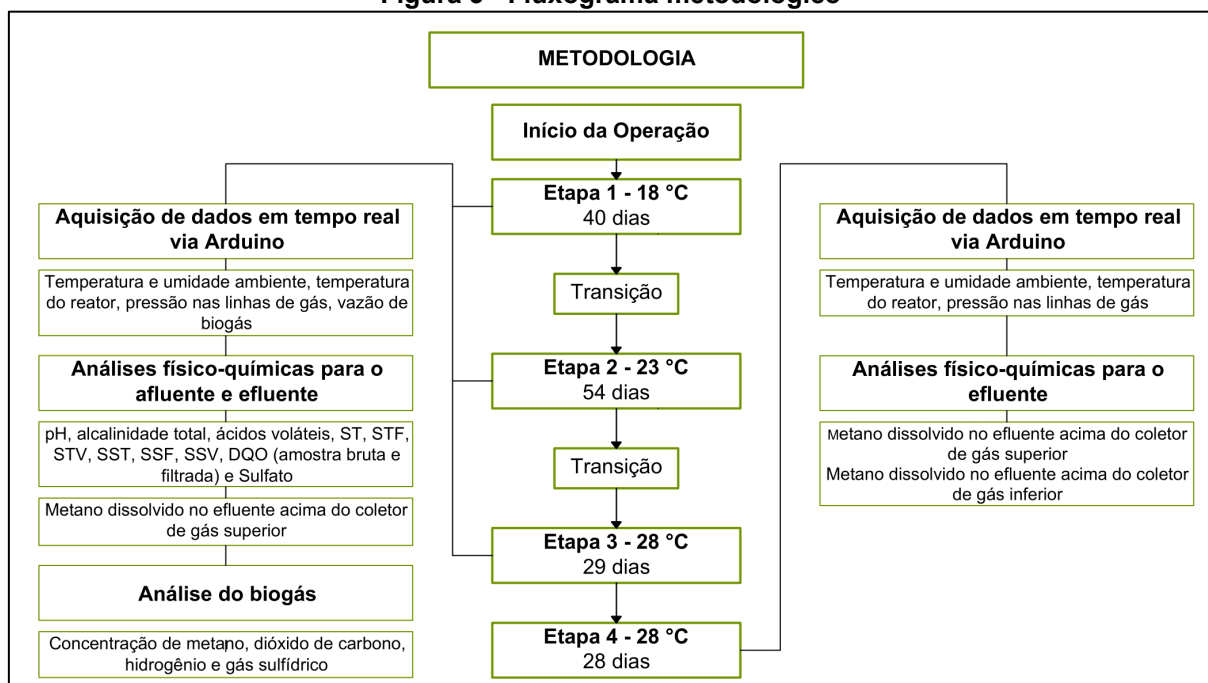 Figura 3 - Fluxograma metodológico
METODOLOGIA
Início da Operação
Etapa 1 - 18 °C
40 dias
Transição
Etapa 2 - 23 °C
54 dias
Transição
Etapa 3 - 28 °C
29 dias
Etapa 4 - 28 °C
28 dias
Aquisição de dados em tempo real
via Arduino
Temperatura e umidade ambiente, temperatura
do reator, pressão nas linhas de gás, vazão de
biogás
Análises físico-químicas para o
afluente e efluente
pH, alcalinidade total, ácidos voláteis, ST, STF,
STV, SST, SSF, SSV, DQO (amostra bruta e
filtrada) e Sulfato
Metano dissolvido no efluente acima do coletor
de gás superior
Análise do biogás
Concentração de metano, dióxido de carbono,
hidrogênio e gás sulfídrico
Aquisição de dados em tempo real
via Arduino
Temperatura e umidade ambiente, temperatura
do reator, pressão nas linhas de gás
Análises físico-químicas para o
efluente
Metano dissolvido no efluente acima do coletor
de gás superior
Metano dissolvido no efluente acima do coletor
de gás inferior